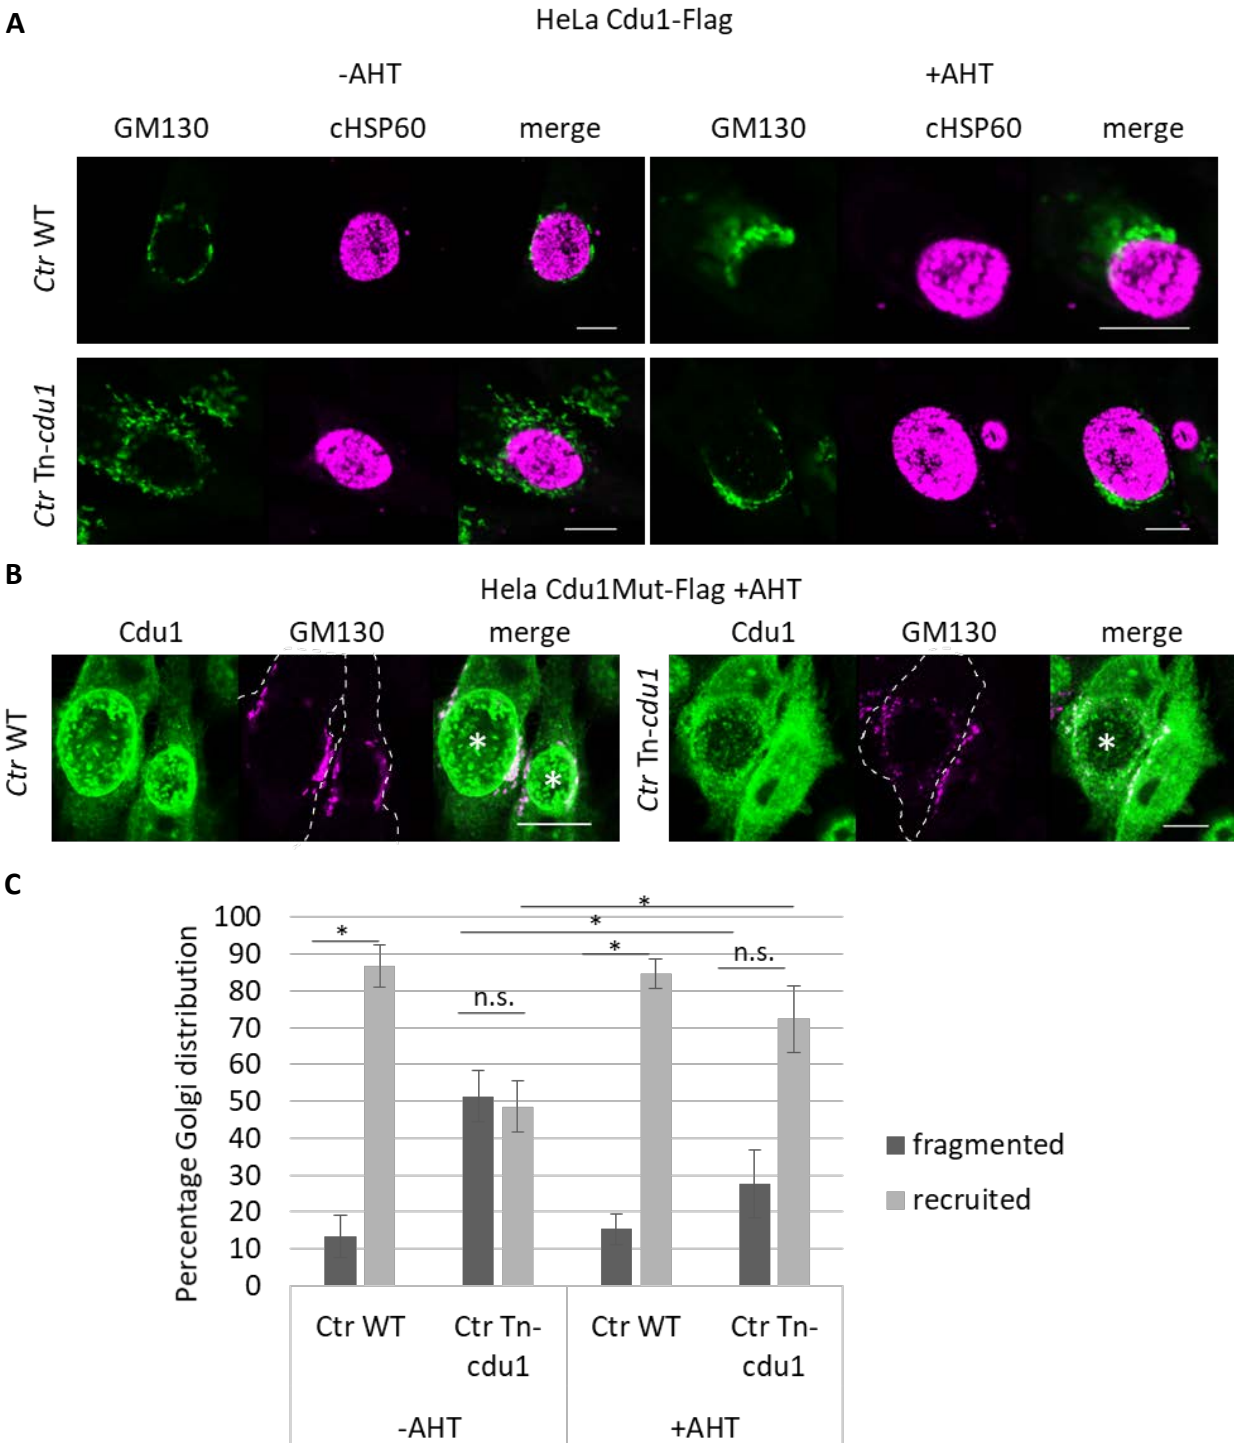 A
HeLa Cdu1-Flag
-AHT +AHT
GM130 cHSP60 merge GM130 cHSP60 merge
Ctr WT
Ctr Tn-cdu1
B
Hela Cdu1Mut-Flag +AHT
Cdu1 GM130 merge Cdu1 GM130 merge
Ctr WT
*
*
Ctr Tn-cdu1
*
C
Percentage Golgi distribution
100
90
80
70
60
50
40
30
20
10
0
*
n.s.
*
*
*
n.s.
fragmented
recruited
Ctr WT Ctr Tn- Ctr WT Ctr Tn-
cdu1 cdu1
-AHT +AHT